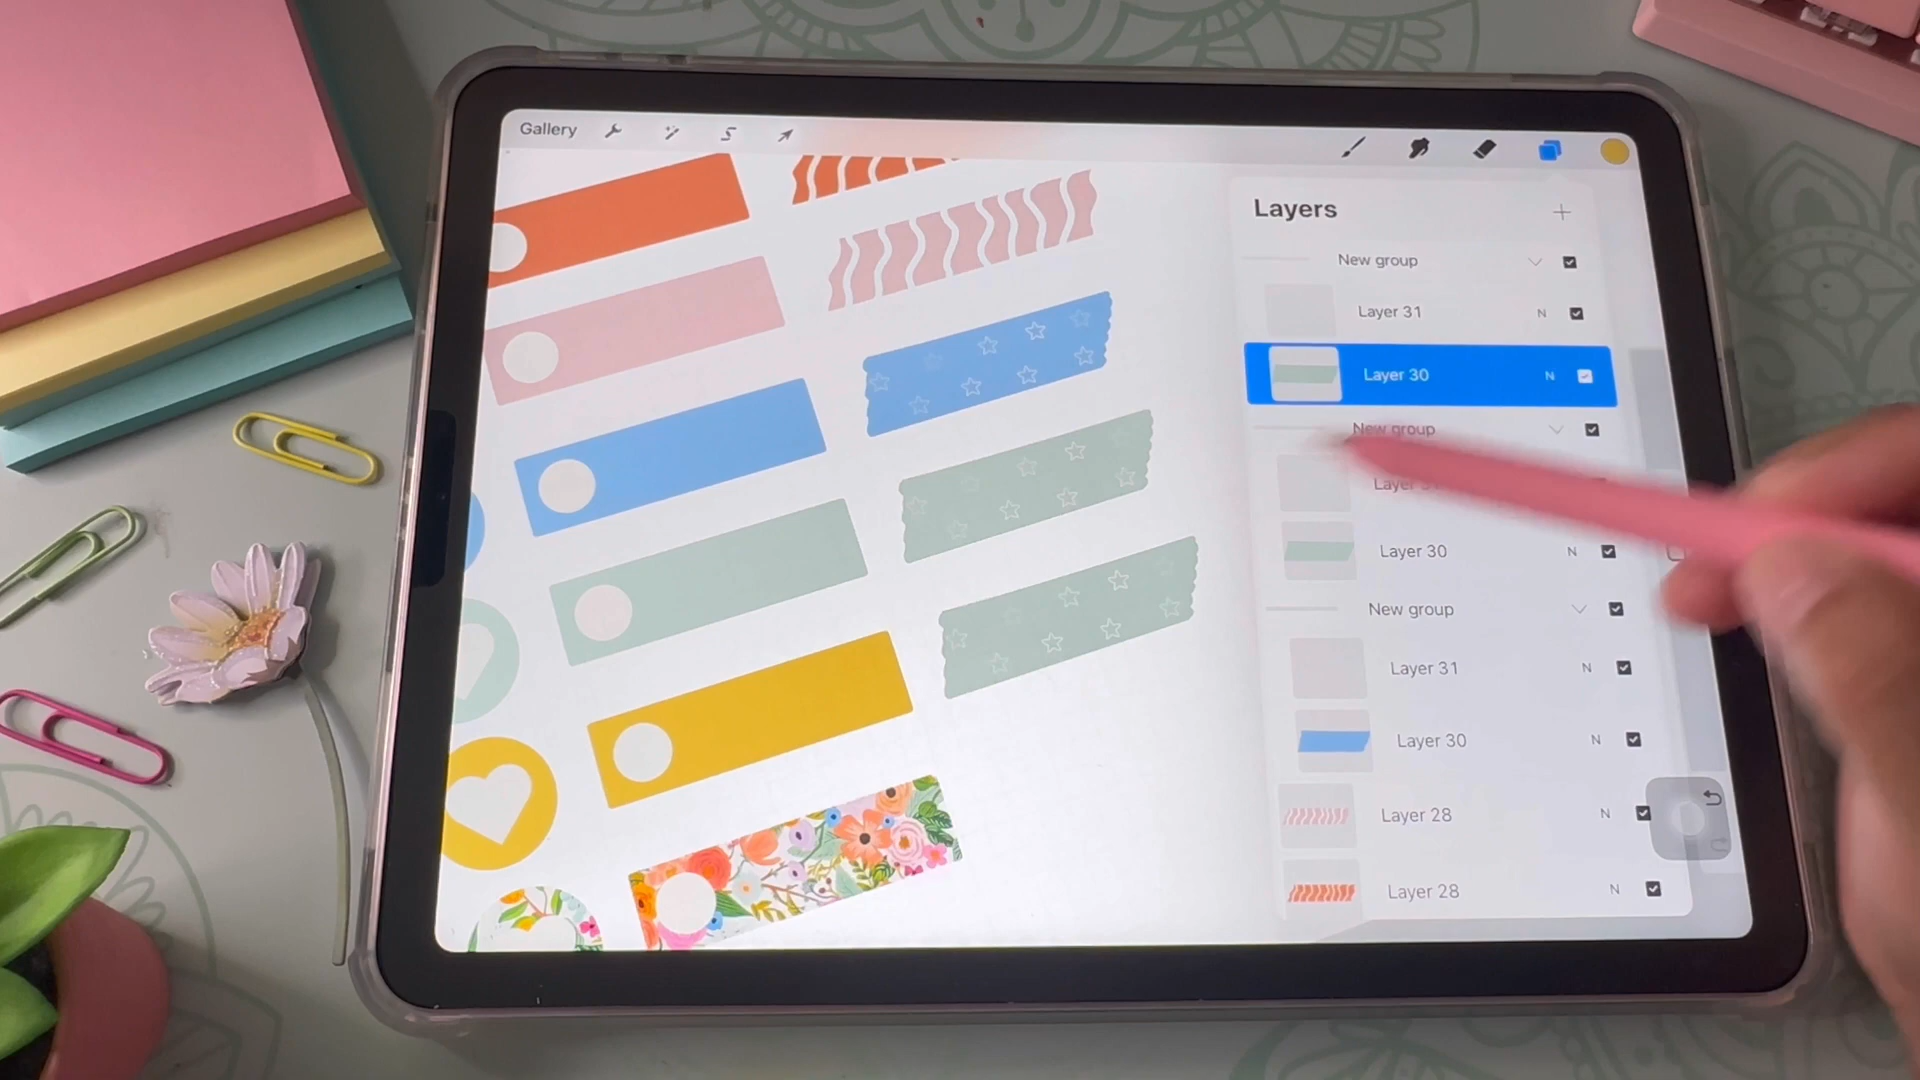 Gallery
Layers
New group
Layer 31
N
Layer 30
N
New group
Layer 30
N
New group
Layer 31
N
Layer 30
N
Layer 28
N
Layer 28
N